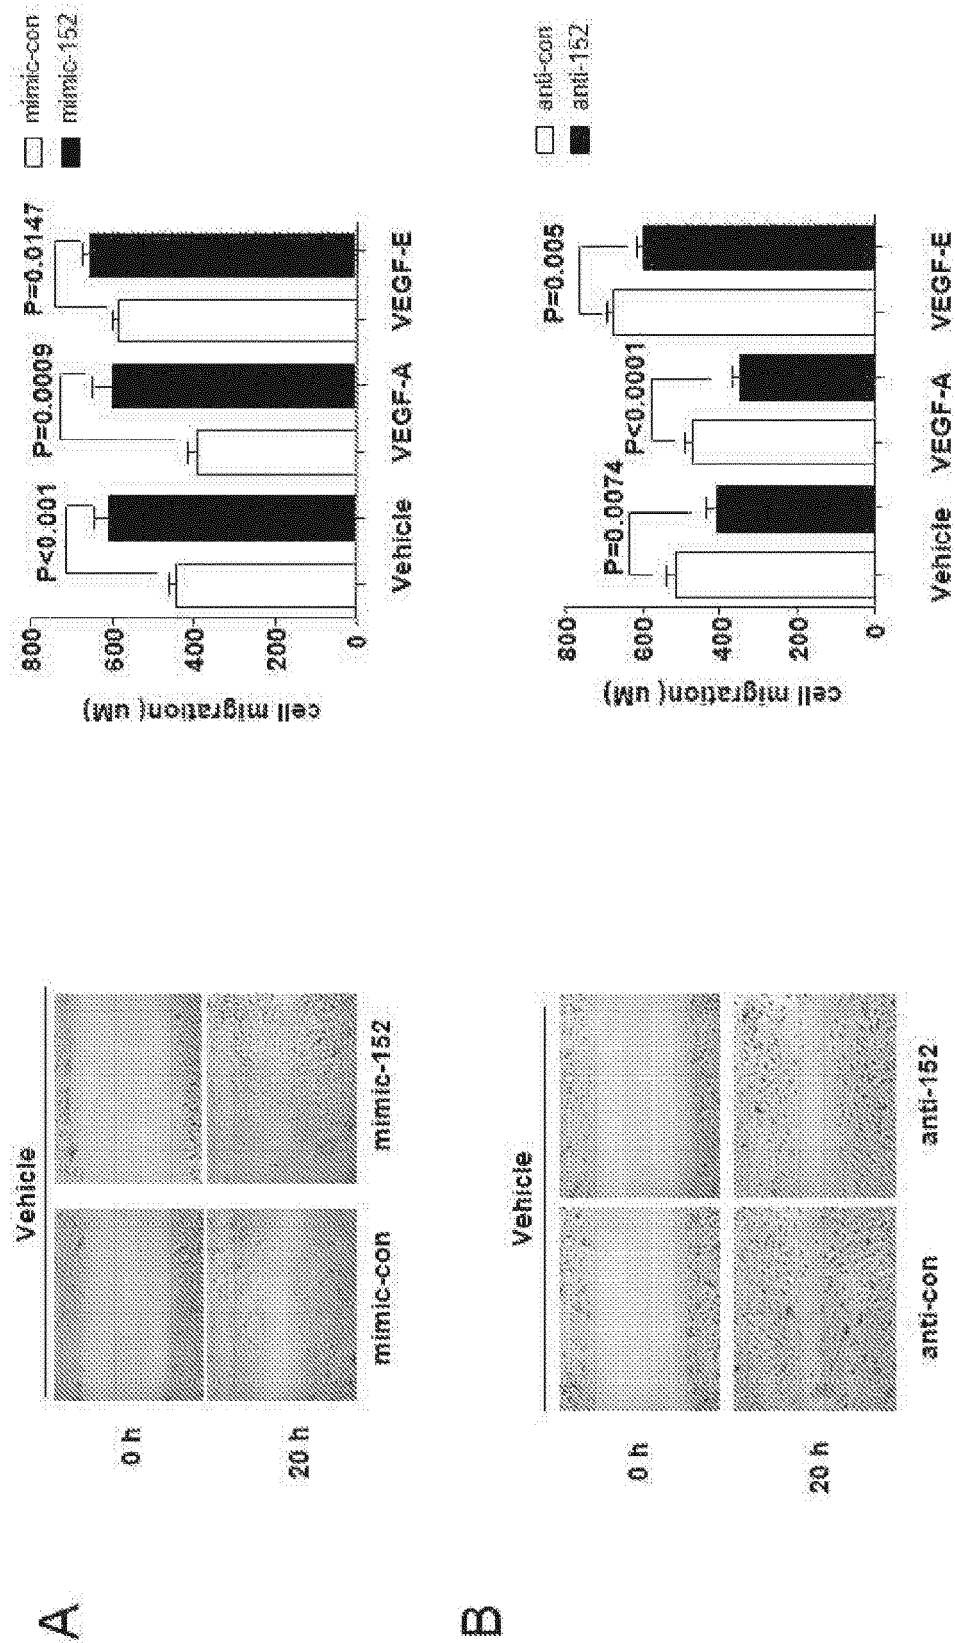 A
Vehicle
0 h
20 h
mimic-con mimic-152
cell migration( uM)
800
600
400
200
0
P<0.001
P=0.0009
P=0.0147
Vehicle VEGF-A VEGF-E
mimic-con
mimic-152
B
Vehicle
0 h
20 h
anti-con anti-152
cell migration( uM)
800
600
400
200
0
P=0.0074
P<0.0001
P=0.005
Vehicle VEGF-A VEGF-E
anti-con
anti-152